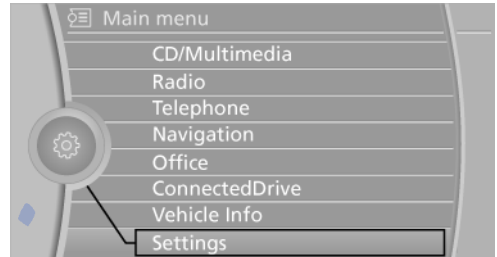 Main menu
CD/Multimedia
Radio
Telephone
Navigation
Office
ConnectedDrive
Vehicle Info
Settings